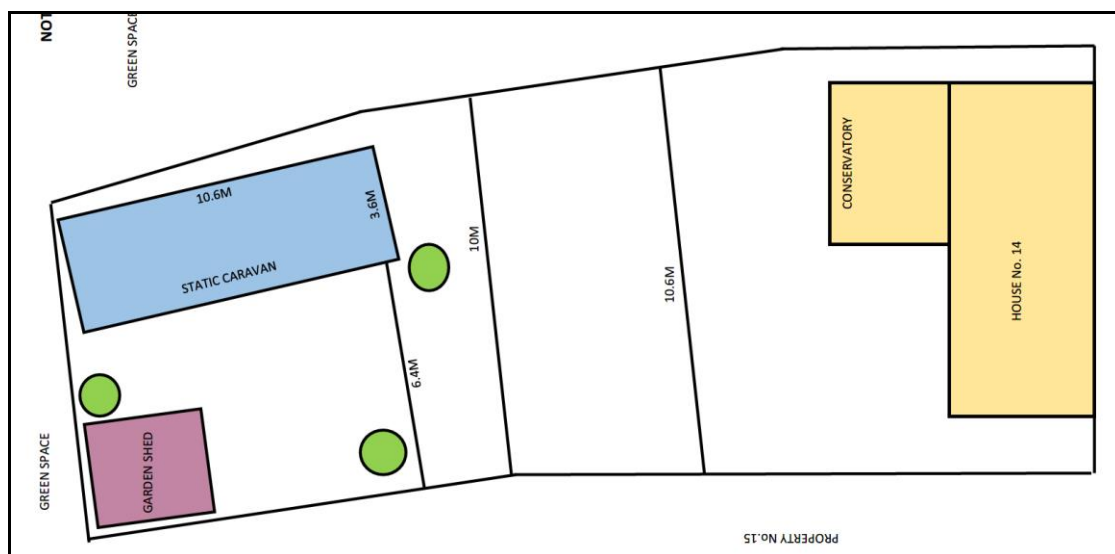 NOT
GREEN SPACE
10.6M
3.6M
STATIC CARAVAN
10M
10.6M
6.4M
CONSERVATORY
HOUSE No. 14
GREEN SPACE
GARDEN SHED
PROPERTY No.15